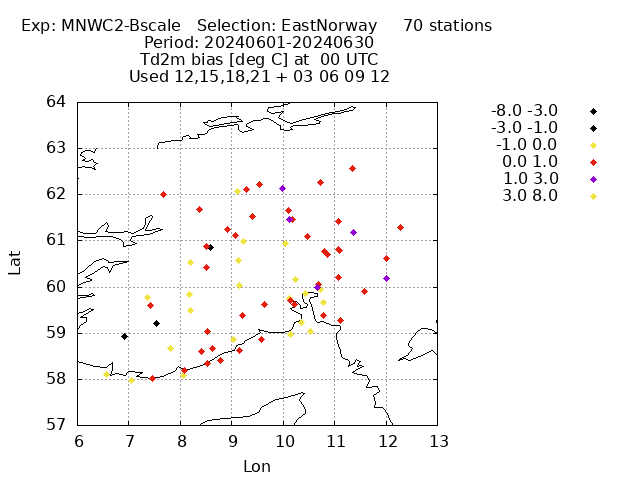 Exp: MNWC2-Bscale   Selection: EastNorway     70 stations
Period: 20240601-20240630
Td2m bias [deg C] at  00 UTC
Used 12,15,18,21 + 03 06 09 12
-8.0 -3.0
-3.0 -1.0
-1.0 0.0
0.0 1.0
1.0 3.0
3.0 8.0
64
63
62
61
60
59
58
57
Lat
6 7 8 9 10 11 12 13
Lon